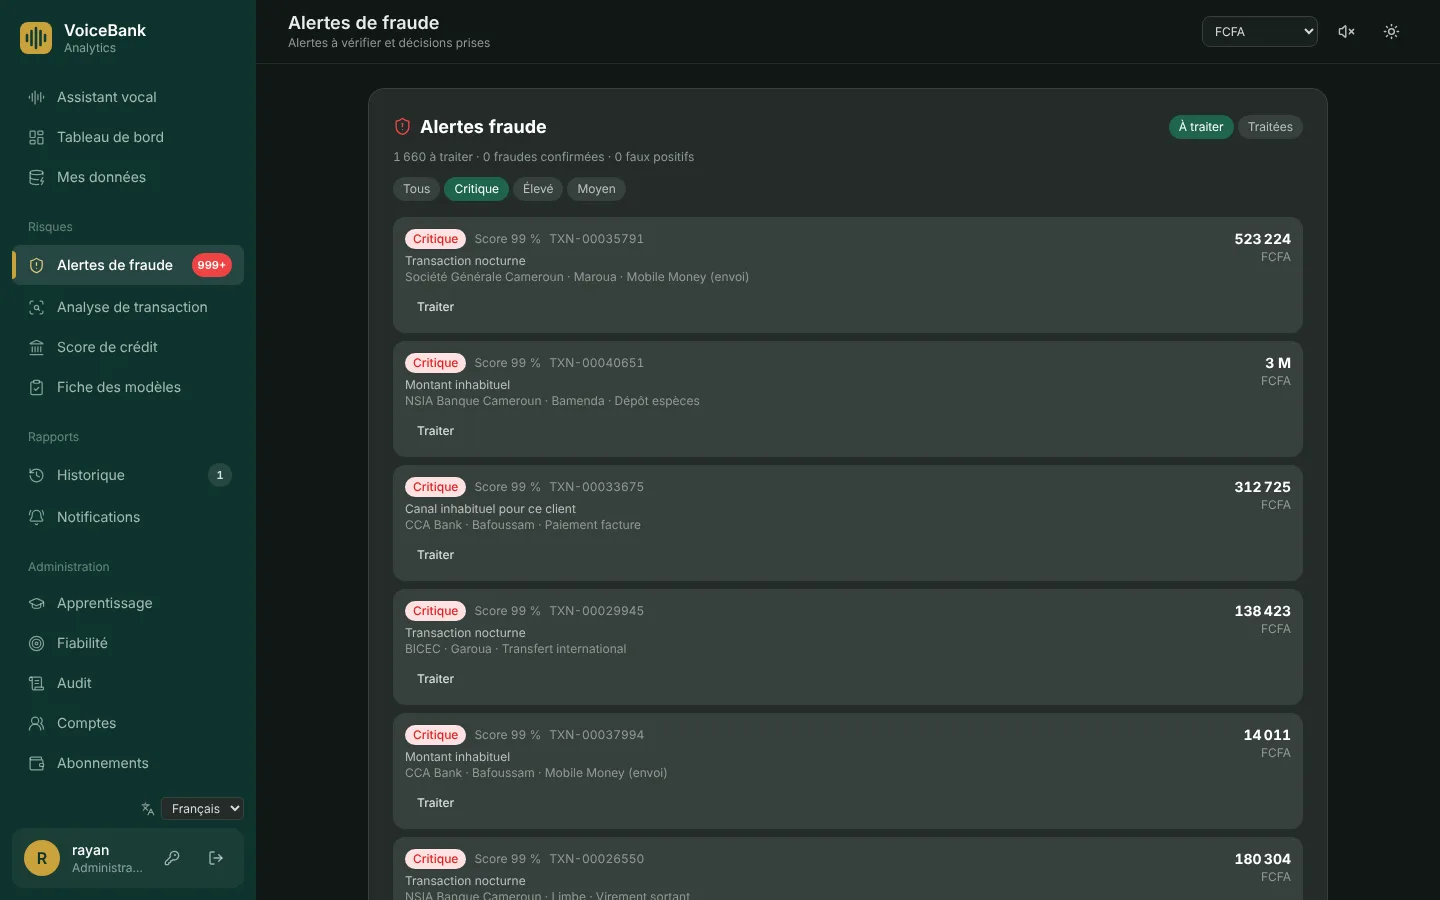 VoiceBank
Analytics
Assistant vocal
Tableau de bord
Mes données
Risques
Alertes de fraude 999+
Analyse de transaction
Score de crédit
Fiche des modèles
Rapports
Historique 1
Notifications
Administration
Apprentissage
Fiabilité
Audit
Comptes
Abonnements
Français
R
rayan
Administra...
Alertes de fraude
Alertes à vérifier et décisions prises
FCFA
Alertes fraude
À traiter Traitées
1 660 à traiter · 0 fraudes confirmées · 0 faux positifs
Tous Critique Élevé Moyen
Critique Score 99 % TXN-00035791 523 224
Transaction nocturne FCFA
Société Générale Cameroun · Maroua · Mobile Money (envoi)
Traiter
Critique Score 99 % TXN-00040651 3 M
Montant inhabituel FCFA
NSIA Banque Cameroun · Bamenda · Dépôt espèces
Traiter
Critique Score 99 % TXN-00033675 312 725
Canal inhabituel pour ce client FCFA
CCA Bank · Bafoussam · Paiement facture
Traiter
Critique Score 99 % TXN-00029945 138 423
Transaction nocturne FCFA
BICEC · Garoua · Transfert international
Traiter
Critique Score 99 % TXN-00037994 14 011
Montant inhabituel FCFA
CCA Bank · Bafoussam · Mobile Money (envoi)
Traiter
Critique Score 99 % TXN-00026550 180 304
Transaction nocturne FCFA
NSIA Banque Cameroun · Limbe · Virement sortant